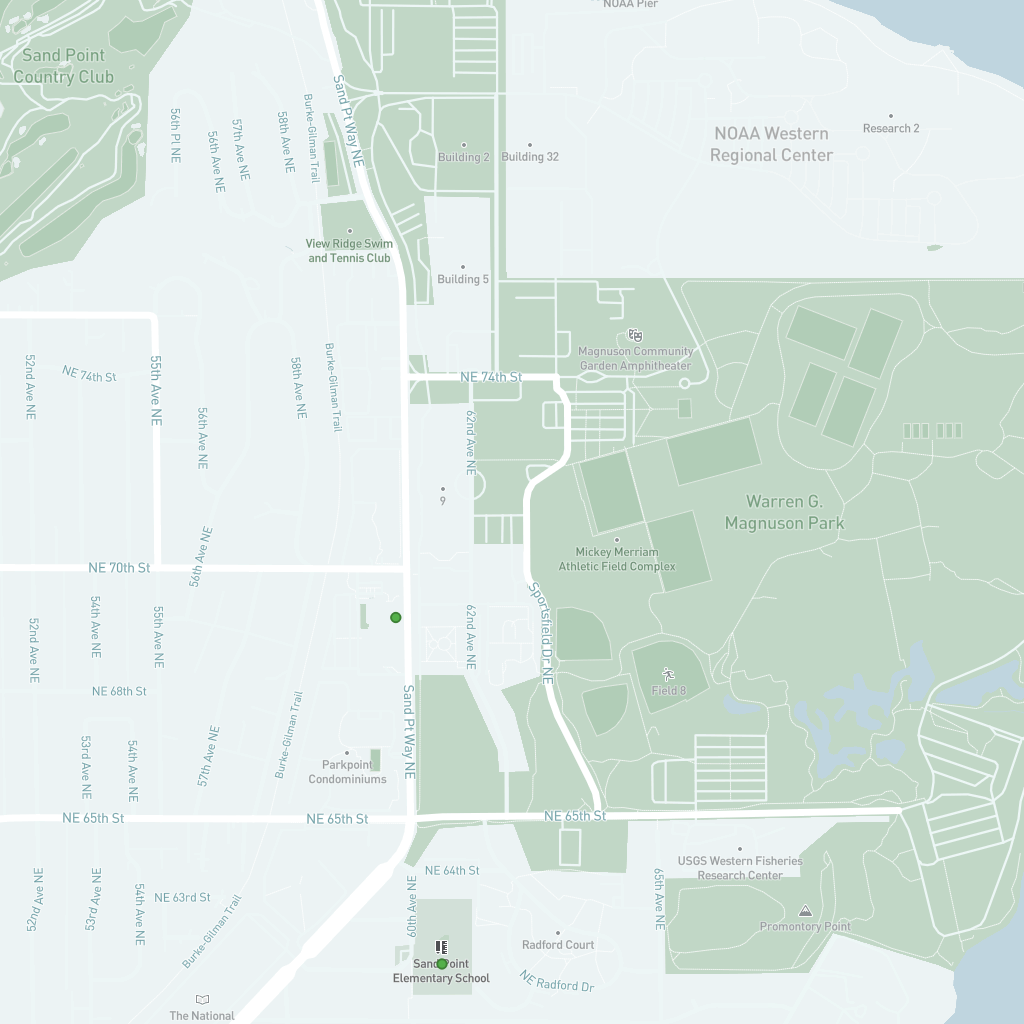 NOAA Pier
Sand Point
Country Club
Sand Pt Way NE
Burke-Gilman Trail
56th Pl NE
56th Ave NE
57th Ave NE
58th Ave NE
NOAA Western
Regional Center
Research 2
Building 2
Building 32
View Ridge Swim
and Tennis Club
Building 5
Magnuson Community
Garden Amphitheater
NE 74th St
NE 74th St
52nd Ave NE
55th Ave NE
56th Ave NE
58th Ave NE
Burke-Gilman Trail
62nd Ave NE
9
Warren G.
Magnuson Park
Mickey Merriam
Athletic Field Complex
NE 70th St
56th Ave NE
Sportsfield Dr NE
52nd Ave NE
54th Ave NE
55th Ave NE
62nd Ave NE
NE 68th St
Field 8
Sand Pt Way NE
Burke-Gilman Trail
53rd Ave NE
54th Ave NE
57th Ave NE
Parkpoint
Condominiums
NE 65th St
NE 65th St
NE 65th St
USGS Western Fisheries
Research Center
NE 64th St
52nd Ave NE
53rd Ave NE
54th Ave NE
NE 63rd St
60th Ave NE
65th Ave NE
Burke-Gilman Trail
Promontory Point
Radford Court
Sand Point
Elementary School
NE Radford Dr
The National